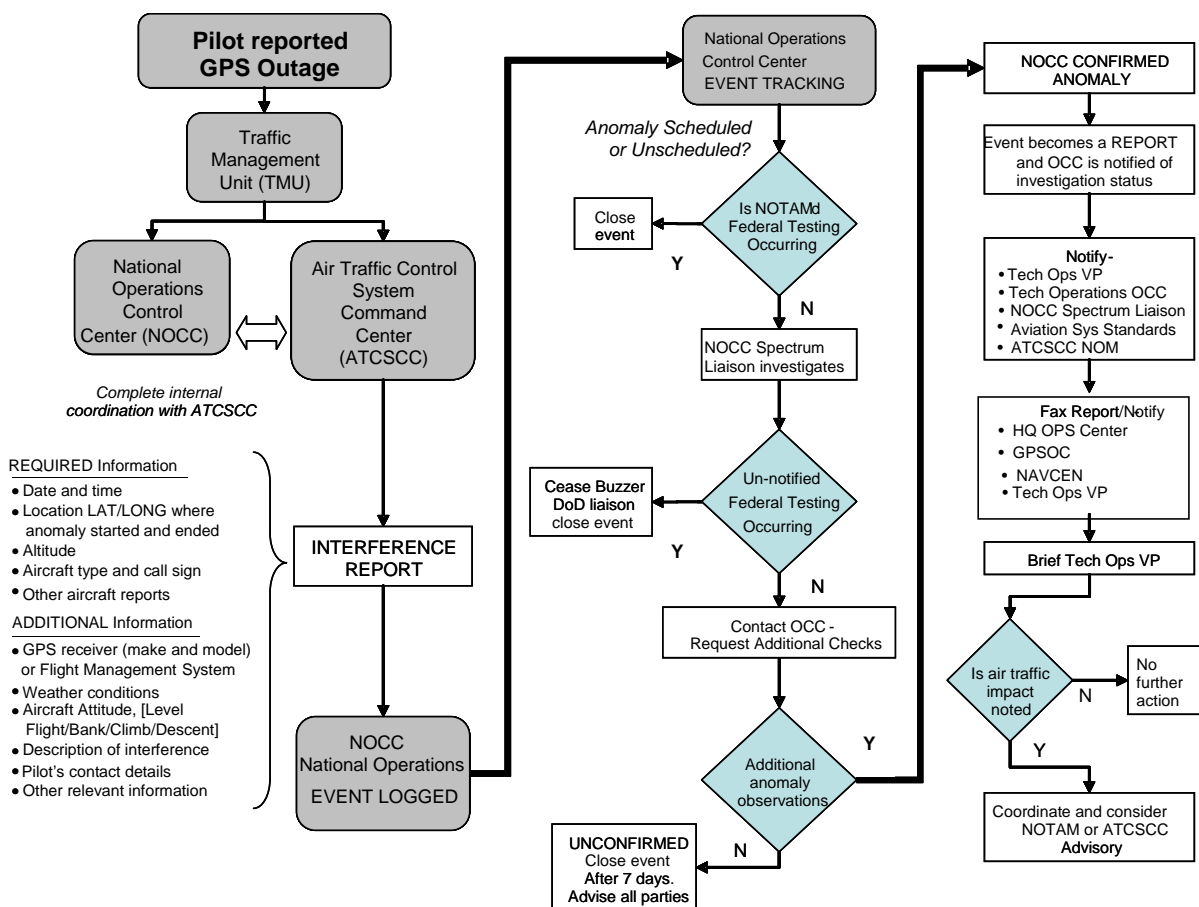 Pilot reported
GPS Outage
Traffic
Management
Unit (TMU)
National
Operations
Control
Center (NOCC)
Air Traffic Control
System
Command
Center
(ATCSCC)
Complete internal
coordination with ATCSCC
REQUIRED Information
• Date and time
• Location LAT/LONG where
anomaly started and ended
• Altitude
• Aircraft type and call sign
• Other aircraft reports
ADDITIONAL Information
• GPS receiver (make and model)
or Flight Management System
• Weather conditions
• Aircraft Attitude, [Level
Flight/Bank/Climb/Descent]
• Description of interference
• Pilot's contact details
• Other relevant information
INTERFERENCE
REPORT
NOCC
National Operations
EVENT LOGGED
National Operations
Control Center
EVENT TRACKING
Anomaly Scheduled
or Unscheduled?
Is NOTAMd
Federal Testing
Occurring
Close
event
Y
N
NOCC Spectrum
Liaison investigates
Un-notified
Federal Testing
Occurring
Cease Buzzer
DoD liaison
close event
Y
N
Contact OCC -
Request Additional Checks
Additional
anomaly
observations
Y
N
UNCONFIRMED
Close event
After 7 days.
Advise all parties
NOCC CONFIRMED
ANOMALY
Event becomes a REPORT
and OCC is notified of
investigation status
Notify-
• Tech Ops VP
• Tech Operations OCC
• NOCC Spectrum Liaison
• Aviation Sys Standards
• ATCSCC NOM
Fax Report/Notify-
• HQ OPS Center
• GPSOC
• NAVCEN
• Tech Ops VP
Brief Tech Ops VP
Is air traffic
impact
noted
N
No
further
action
Y
Coordinate and consider
NOTAM or ATCSCC
Advisory